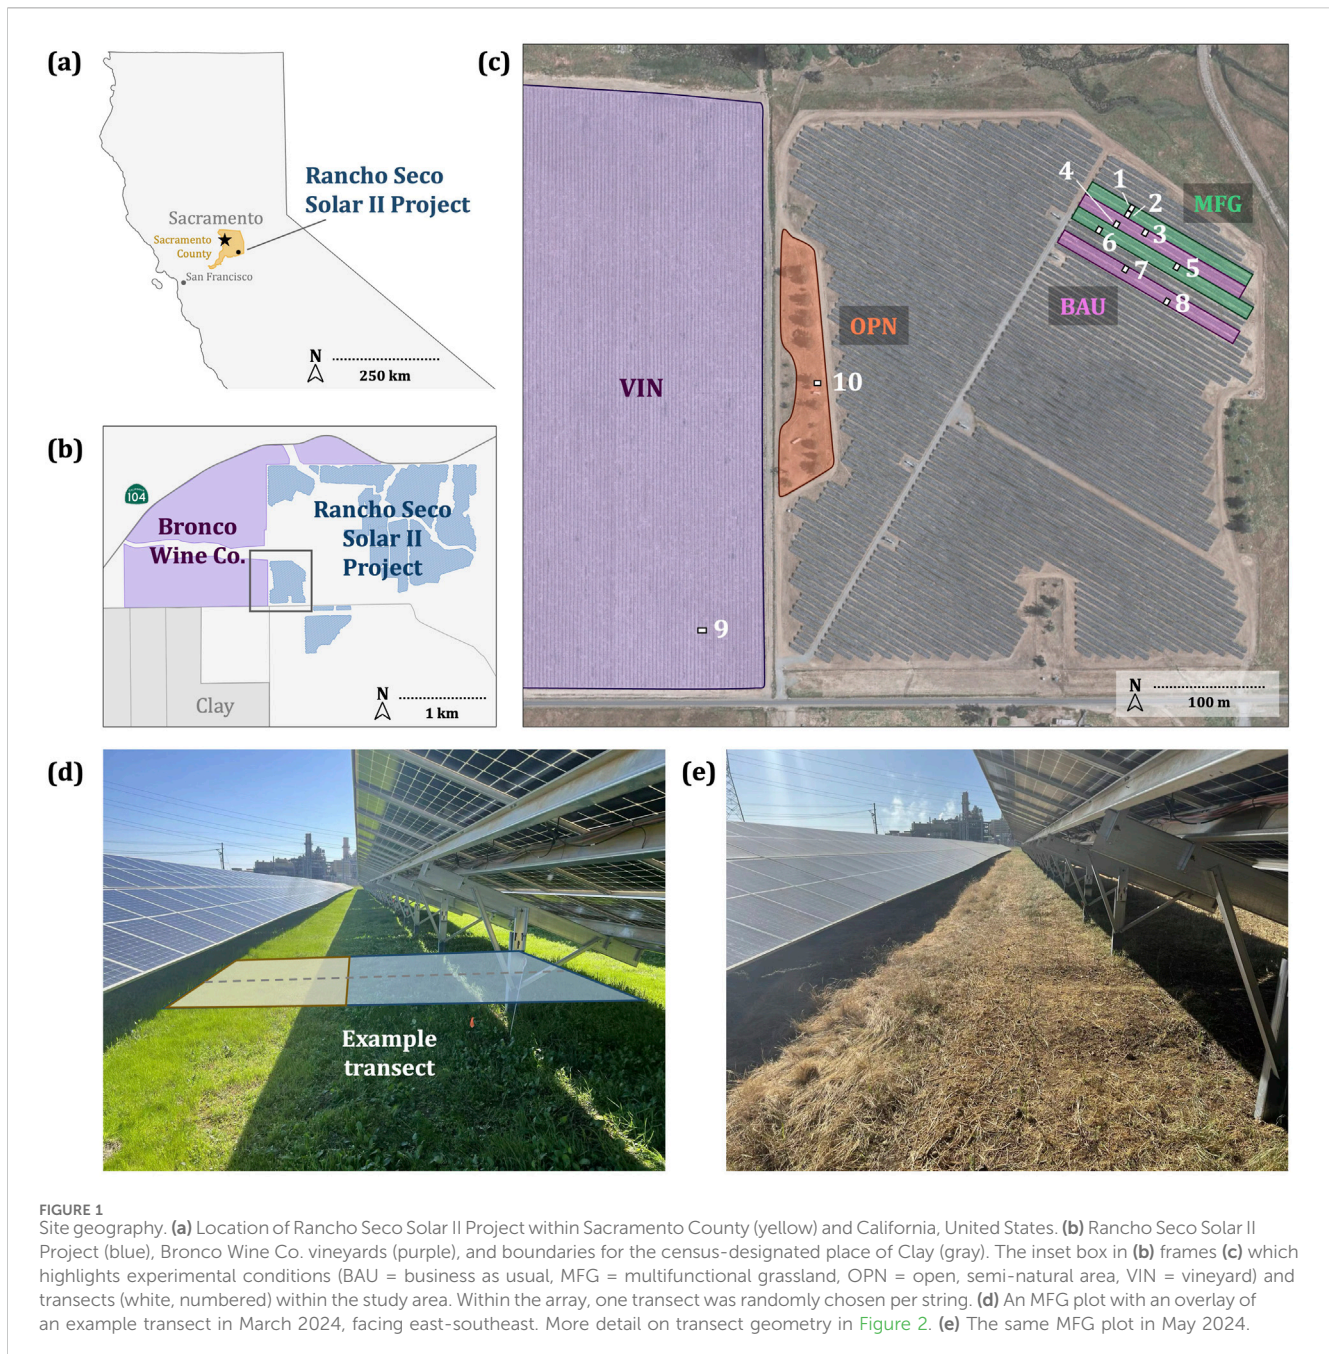 (a)
Rancho Seco
Solar II Project
Sacramento
Sacramento
County
San Francisco
N
250 km
(b)
104
Bronco
Wine Co.
Rancho Seco
Solar II
Project
Clay
N
1 km
(c)
VIN
OPN
MFG
BAU
1
2
3
4
5
6
7
8
9
10
N
100 m
(d)
Example
transect
(e)
FIGURE 1
Site geography. (a) Location of Rancho Seco Solar II Project within Sacramento County (yellow) and California, United States. (b) Rancho Seco Solar II
Project (blue), Bronco Wine Co. vineyards (purple), and boundaries for the census-designated place of Clay (gray). The inset box in (b) frames (c) which
highlights experimental conditions (BAU = business as usual, MFG = multifunctional grassland, OPN = open, semi-natural area, VIN = vineyard) and
transects (white, numbered) within the study area. Within the array, one transect was randomly chosen per string. (d) An MFG plot with an overlay of
an example transect in March 2024, facing east-southeast. More detail on transect geometry in Figure 2. (e) The same MFG plot in May 2024.